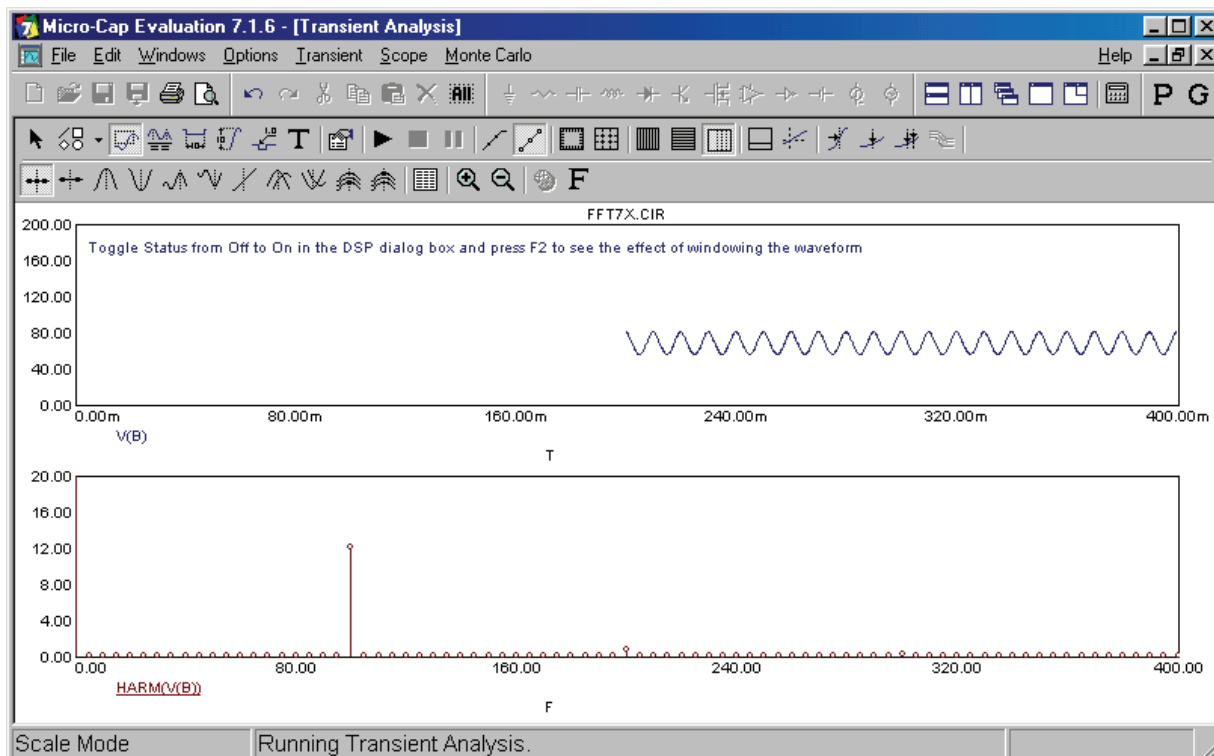 Micro-Cap Evaluation 7.1.6 - [Transient Analysis]
File Edit Windows Options Transient Scope Monte Carlo Help
P G
T
F
FFT7X.CIR
200.00
Toggle Status from Off to On in the DSP dialog box and press F2 to see the effect of windowing the waveform
160.00
120.00
80.00
40.00
0.00
0.00m 80.00m 160.00m 240.00m 320.00m 400.00m
V(B)
T
20.00
16.00
12.00
8.00
4.00
0.00
0.00 80.00 160.00 240.00 320.00 400.00
HARM(V(B))
F
Scale Mode Running Transient Analysis.